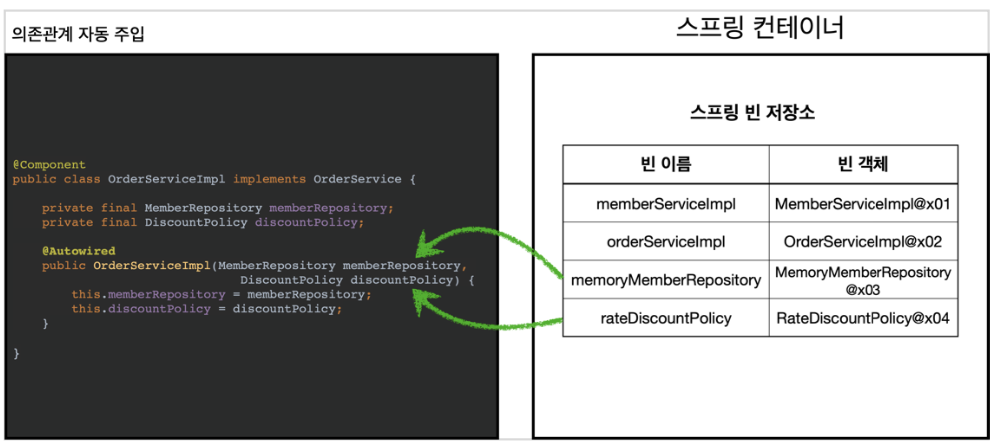 의존관계 자동 주입
스프링 컨테이너
@Component
public class OrderServiceImpl implements OrderService {
private final MemberRepository memberRepository;
private final DiscountPolicy discountPolicy;
@Autowired
public OrderServiceImpl(MemberRepository memberRepository,
DiscountPolicy discountPolicy) {
this.memberRepository = memberRepository;
this.discountPolicy = discountPolicy;
}
}
스프링 빈 저장소
빈 이름 빈 객체
memberServiceImpl MemberServiceImpl@x01
orderServiceImpl OrderServiceImpl@x02
memoryMemberRepository MemoryMemberRepository
@x03
rateDiscountPolicy RateDiscountPolicy@x04